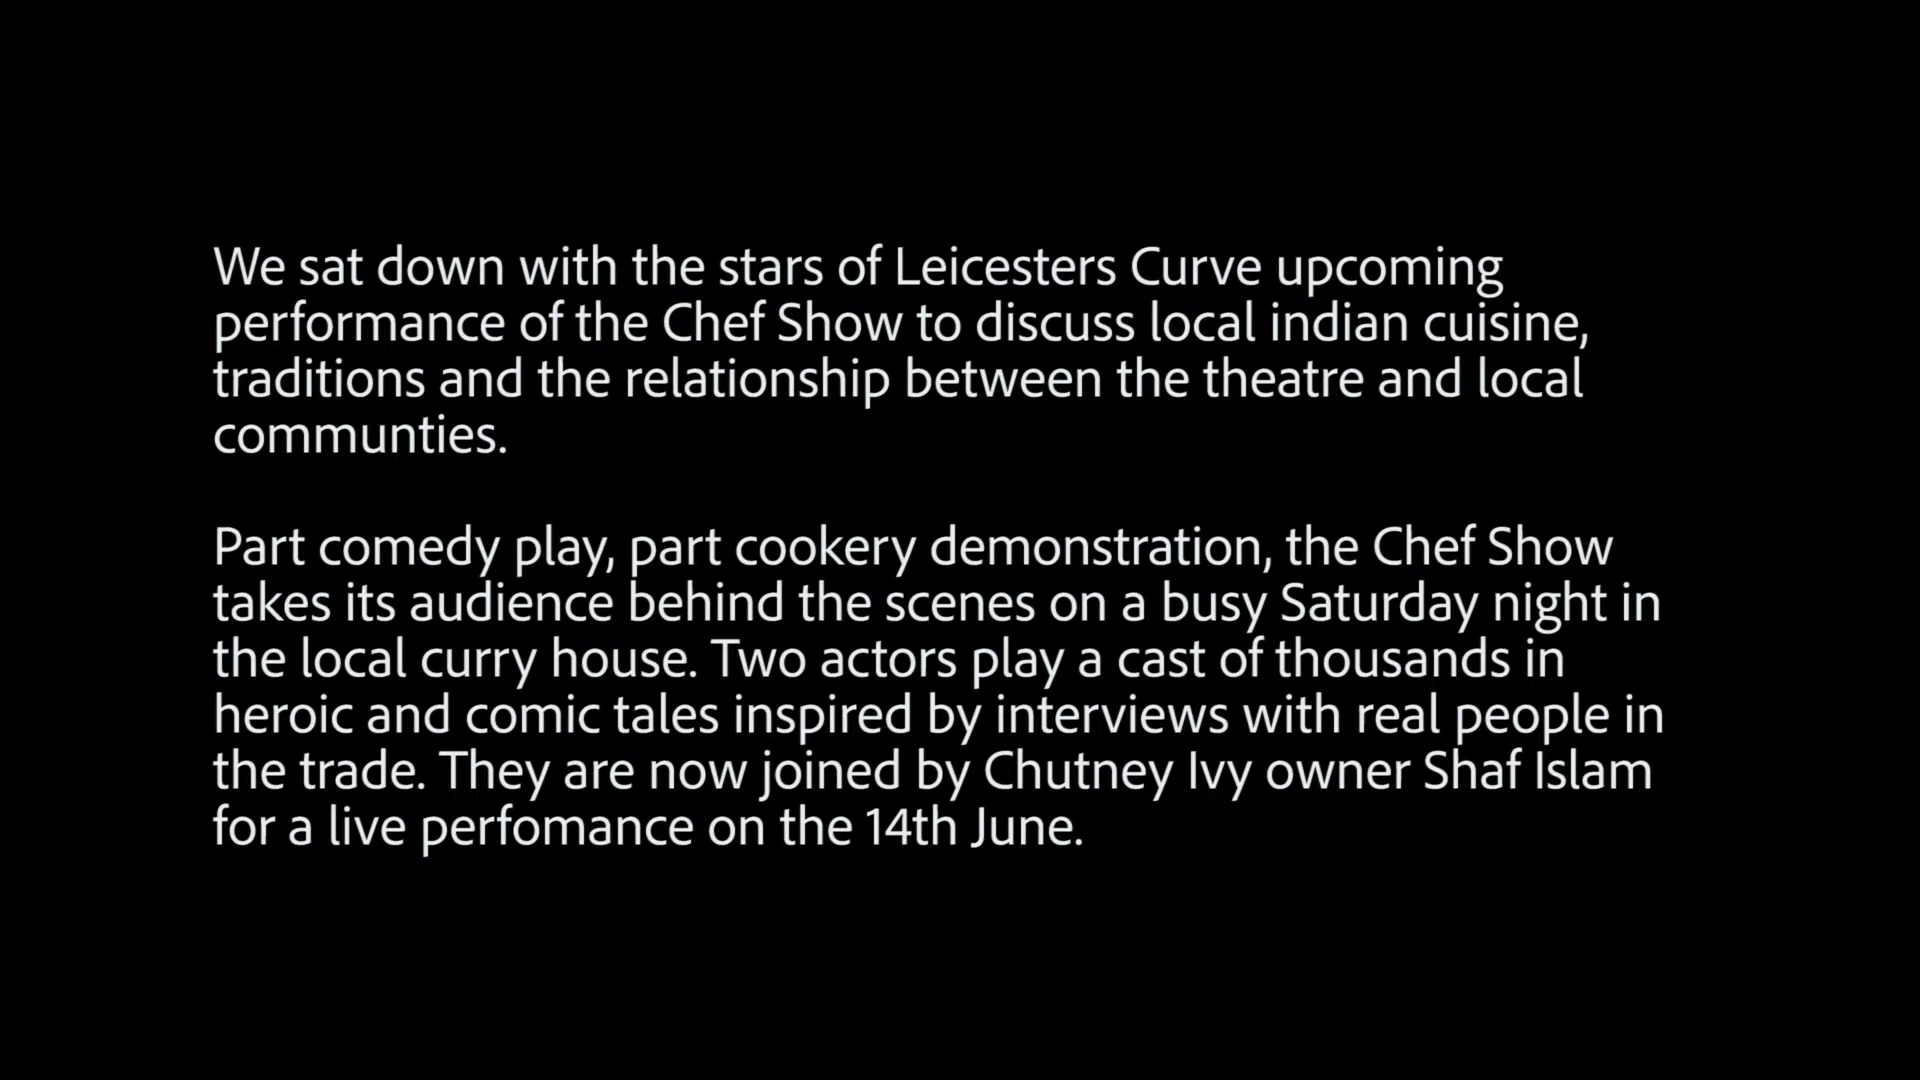 We sat down with the stars of Leicesters Curve upcoming
performance of the Chef Show to discuss local indian cuisine,
traditions and the relationship between the theatre and local
communties.
Part comedy play, part cookery demonstration, the Chef Show
takes its audience behind the scenes on a busy Saturday night in
the local curry house. Two actors play a cast of thousands in
heroic and comic tales inspired by interviews with real people in
the trade. They are now joined by Chutney Ivy owner Shaf Islam
for a live perfomance on the 14th June.